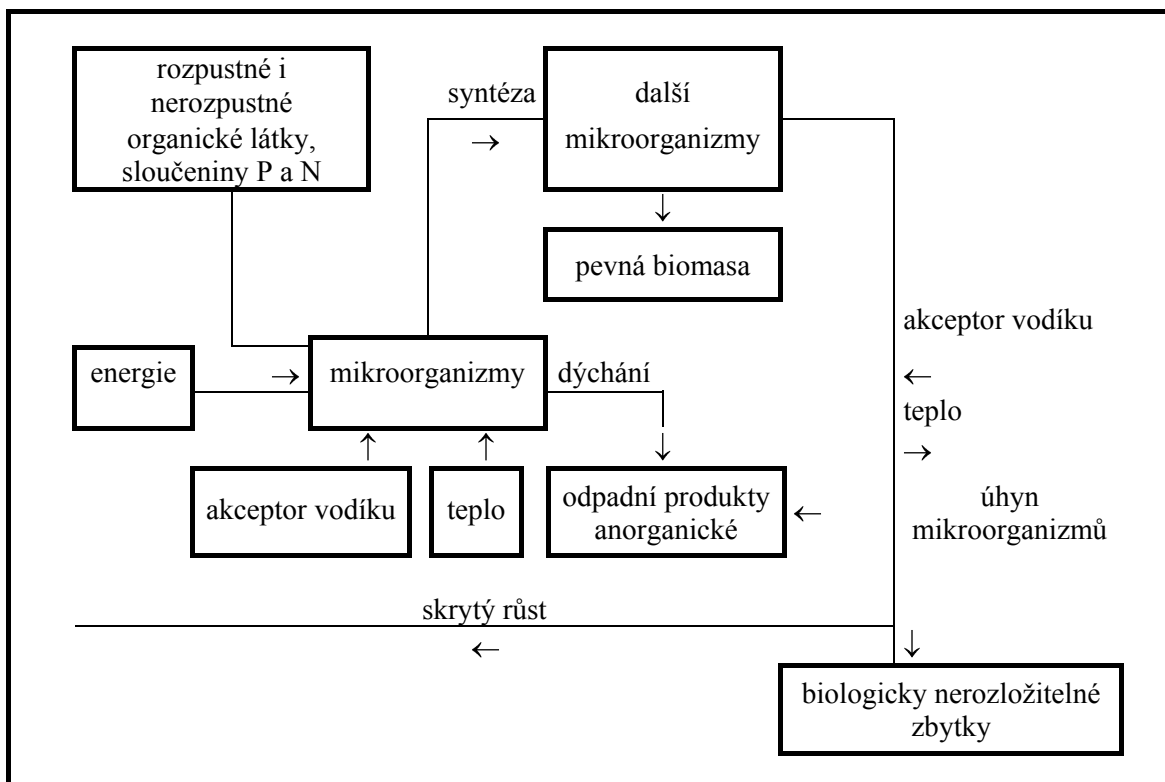 rozpustné i
nerozpustné
organické látky,
sloučeniny P a N
syntéza
→
další
mikroorganizmy
↓
pevná biomasa
akceptor vodíku
←
teplo
→
úhyn
mikroorganizmů
energie
→
mikroorganizmy
dýchání
↑
↑
↓
akceptor vodíku
teplo
odpadní produkty
anorganické
←
skrytý růst
←
↓
biologicky nerozložitelné
zbytky